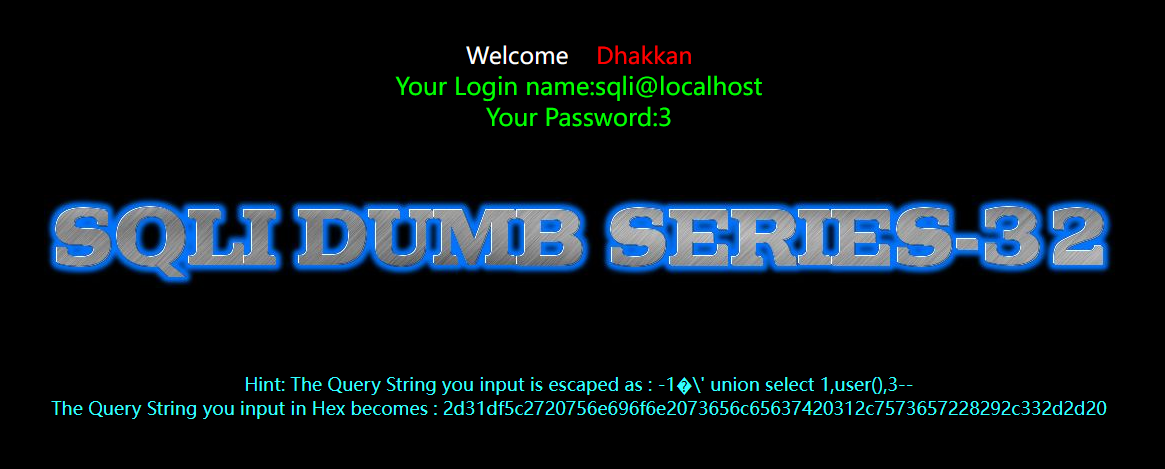 Welcome Dhakkan
Your Login name:sqli@localhost
Your Password:3
SQLI DUMB SERIES-32
Hint: The Query String you input is escaped as : -1�\' union select 1,user(),3--
The Query String you input in Hex becomes : 2d31df5c2720756e696f6e2073656c65637420312c7573657228292c332d2d20